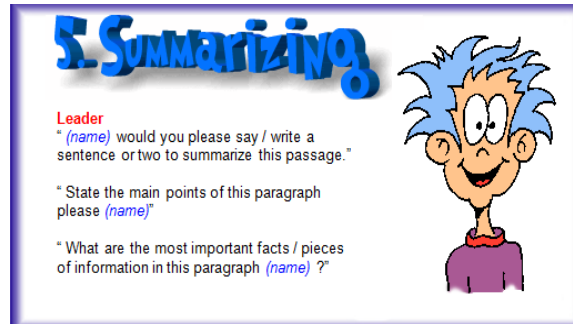 5. Summarizing
Leader
“ (name) would you please say / write a
sentence or two to summarize this passage.”
“ State the main points of this paragraph
please (name)”
“ What are the most important facts / pieces
of information in this paragraph (name) ?”